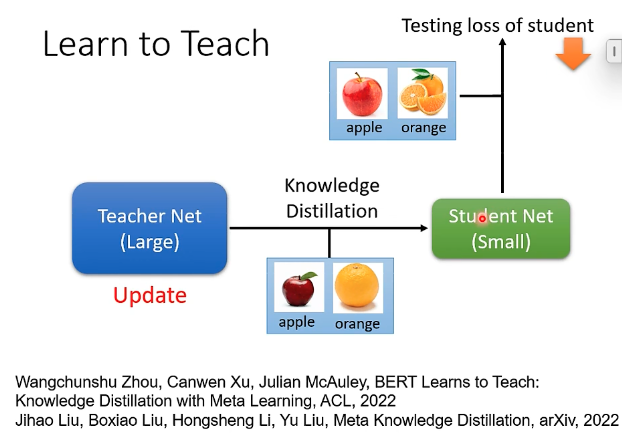 Learn to Teach
Testing loss of student
apple orange
Knowledge
Distillation
Teacher Net
(Large)
Student Net
(Small)
Update
apple orange
Wangchunshu Zhou, Canwen Xu, Julian McAuley, BERT Learns to Teach:
Knowledge Distillation with Meta Learning, ACL, 2022
Jihao Liu, Boxiao Liu, Hongsheng Li, Yu Liu, Meta Knowledge Distillation, arXiv, 2022